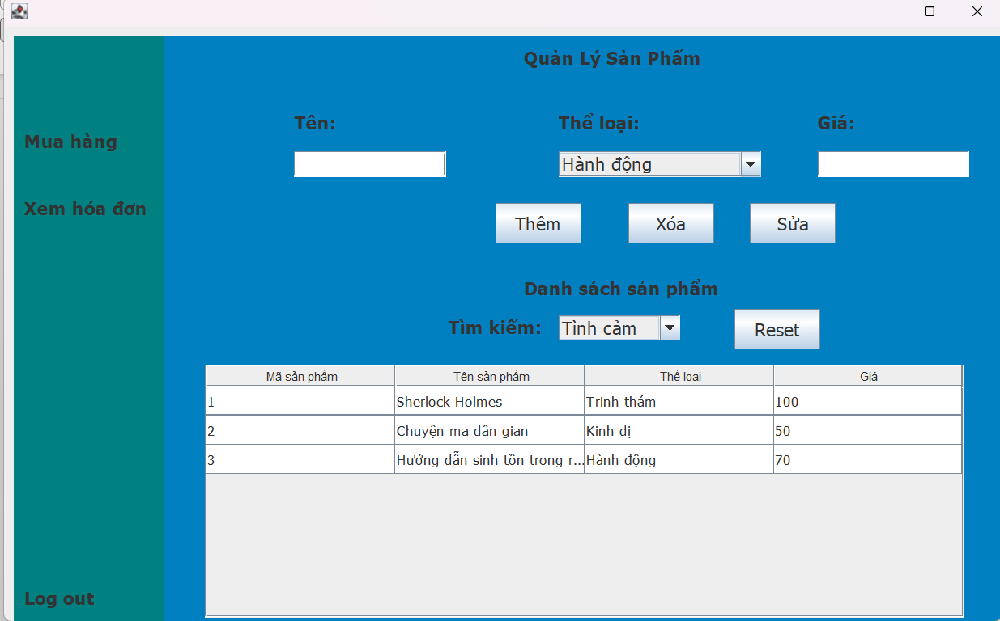 Quản Lý Sản Phẩm
Mua hàng
Xem hóa đơn
Log out
Tên: Thể loại: Giá:
Hành động
Thêm Xóa Sửa
Danh sách sản phẩm
Tìm kiếm: Tình cảm Reset
Mã sản phẩm Tên sản phẩm Thể loại Giá
1 Sherlock Holmes Trinh thám 100
2 Chuyện ma dân gian Kinh dị 50
3 Hướng dẫn sinh tồn trong r... Hành động 70